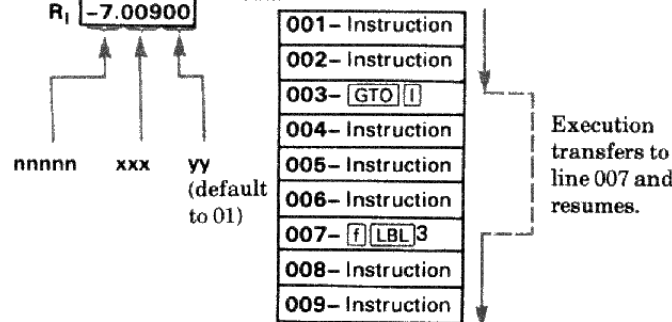 R_I -7.00900
nnnnn xxx yy
(default
to 01)
001– Instruction
002– Instruction
003– GTO I
004– Instruction
005– Instruction
006– Instruction
007– f LBL 3
008– Instruction
009– Instruction
Execution
transfers to
line 007 and
resumes.